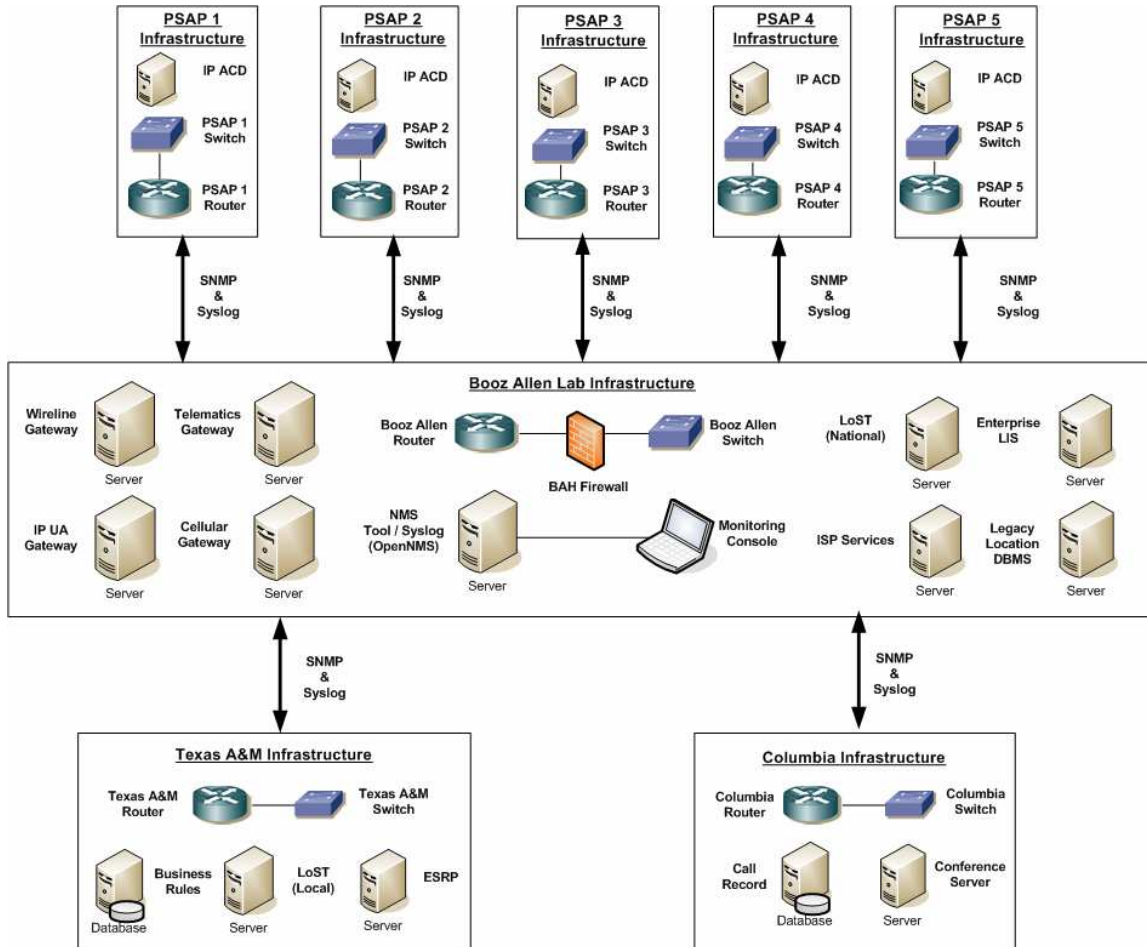 PSAP 1
Infrastructure
IP ACD
PSAP 1
Switch
PSAP 1
Router
PSAP 2
Infrastructure
IP ACD
PSAP 2
Switch
PSAP 2
Router
PSAP 3
Infrastructure
IP ACD
PSAP 3
Switch
PSAP 3
Router
PSAP 4
Infrastructure
IP ACD
PSAP 4
Switch
PSAP 4
Router
PSAP 5
Infrastructure
IP ACD
PSAP 5
Switch
PSAP 5
Router
SNMP
&
Syslog
SNMP
&
Syslog
SNMP
&
Syslog
SNMP
&
Syslog
SNMP
&
Syslog
Booz Allen Lab Infrastructure
Wireline
Gateway
Server
Telematics
Gateway
Server
IP UA
Gateway
Server
Cellular
Gateway
Server
Booz Allen
Router
BAH Firewall
Booz Allen
Switch
NMS
Tool / Syslog
(OpenNMS)
Server
Monitoring
Console
LoST
(National)
Server
Enterprise
LIS
Server
ISP Services
Server
Legacy
Location
DBMS
Server
SNMP
&
Syslog
SNMP
&
Syslog
Texas A&M Infrastructure
Texas A&M
Router
Texas A&M
Switch
Business
Rules
Database
LoST
(Local)
Server
ESRP
Server
Columbia Infrastructure
Columbia
Router
Columbia
Switch
Call
Record
Database
Conference
Server
Server